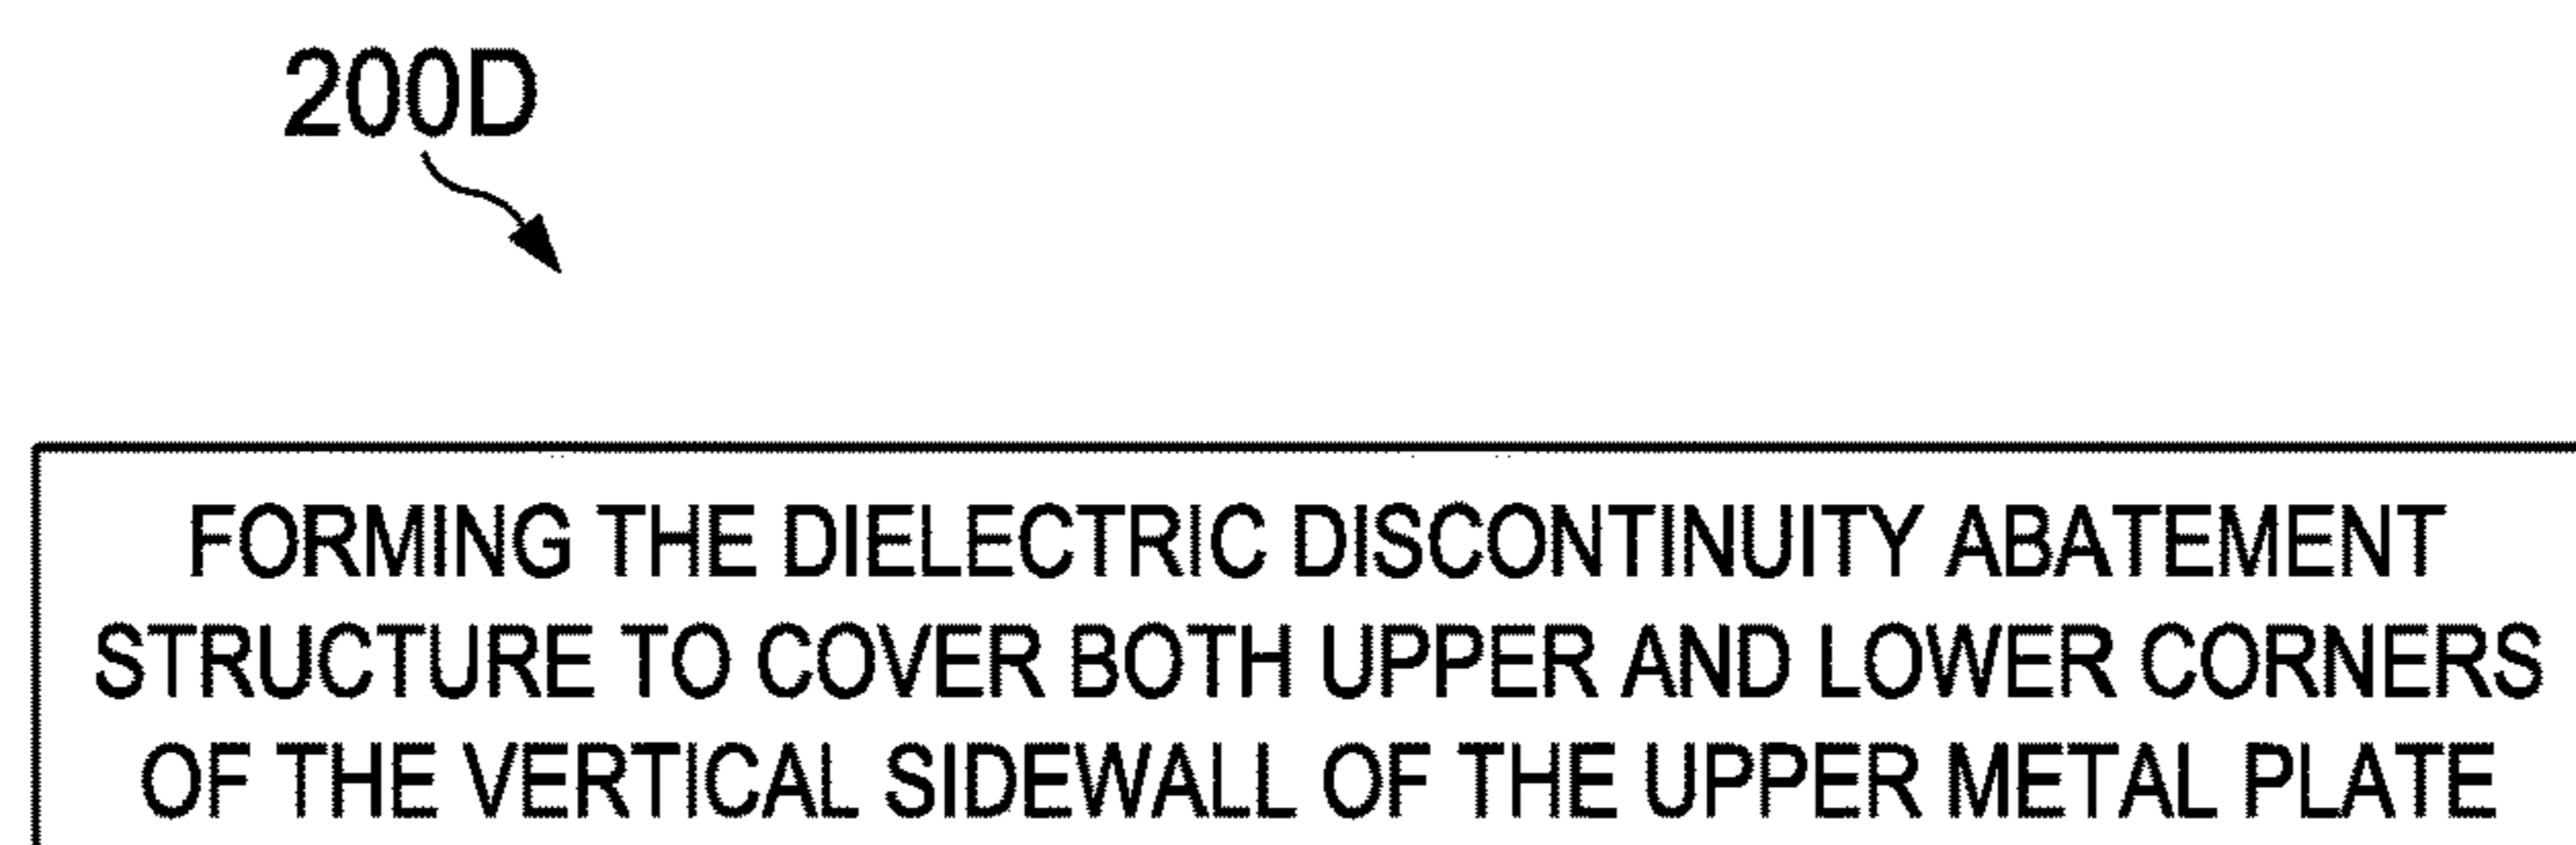 200D
FORMING THE DIELECTRIC DISCONTINUITY ABATEMENT
STRUCTURE TO COVER BOTH UPPER AND LOWER CORNERS
OF THE VERTICAL SIDEWALL OF THE UPPER METAL PLATE